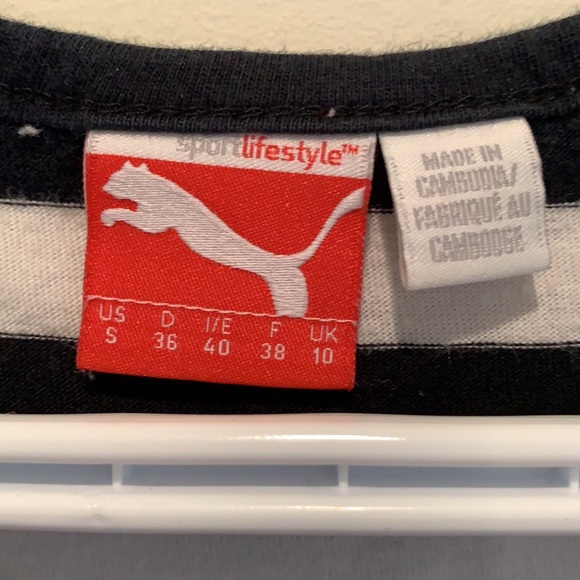 sportlifestyle™
US D I/E F UK
S 36 40 38 10
MADE IN
CAMBODIA/
FABRIQUÉ AU
CAMBODGE